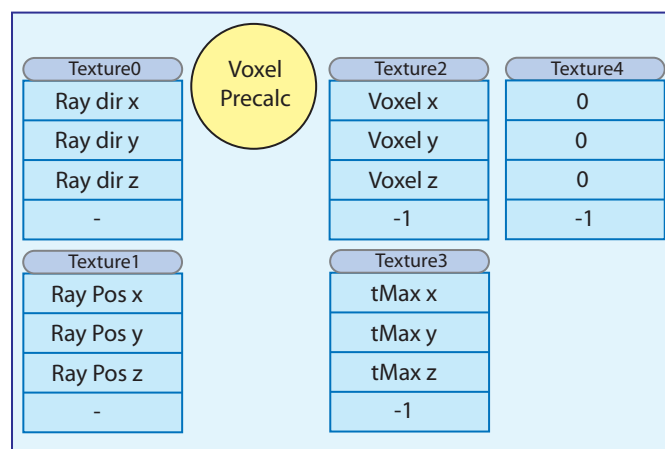 Texture0
Ray dir x
Ray dir y
Ray dir z
-
Voxel
Precalc
Texture2
Voxel x
Voxel y
Voxel z
-1
Texture4
0
0
0
-1
Texture1
Ray Pos x
Ray Pos y
Ray Pos z
-
Texture3
tMax x
tMax y
tMax z
-1